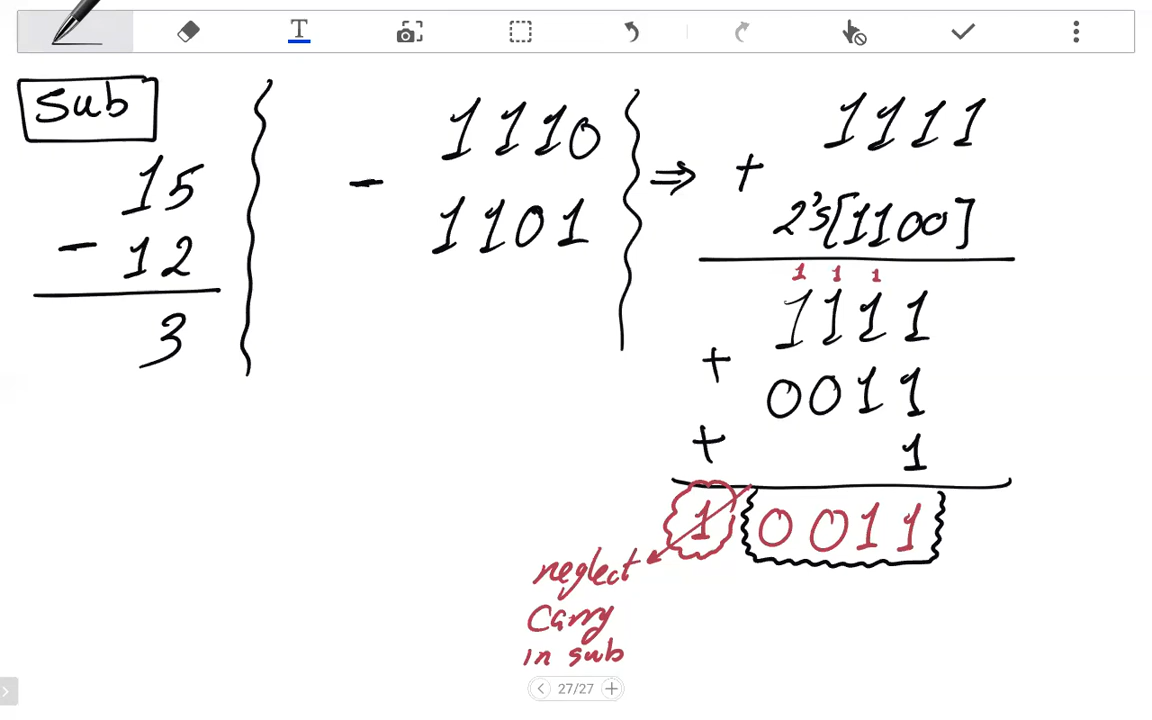 T
Sub
15
- 12
3
1110
- 1101
⇒
1111
+
2's[1100]
1 1 1
1111
+ 0011
+ 1
1 0011
neglect
Carry
in sub
27/27